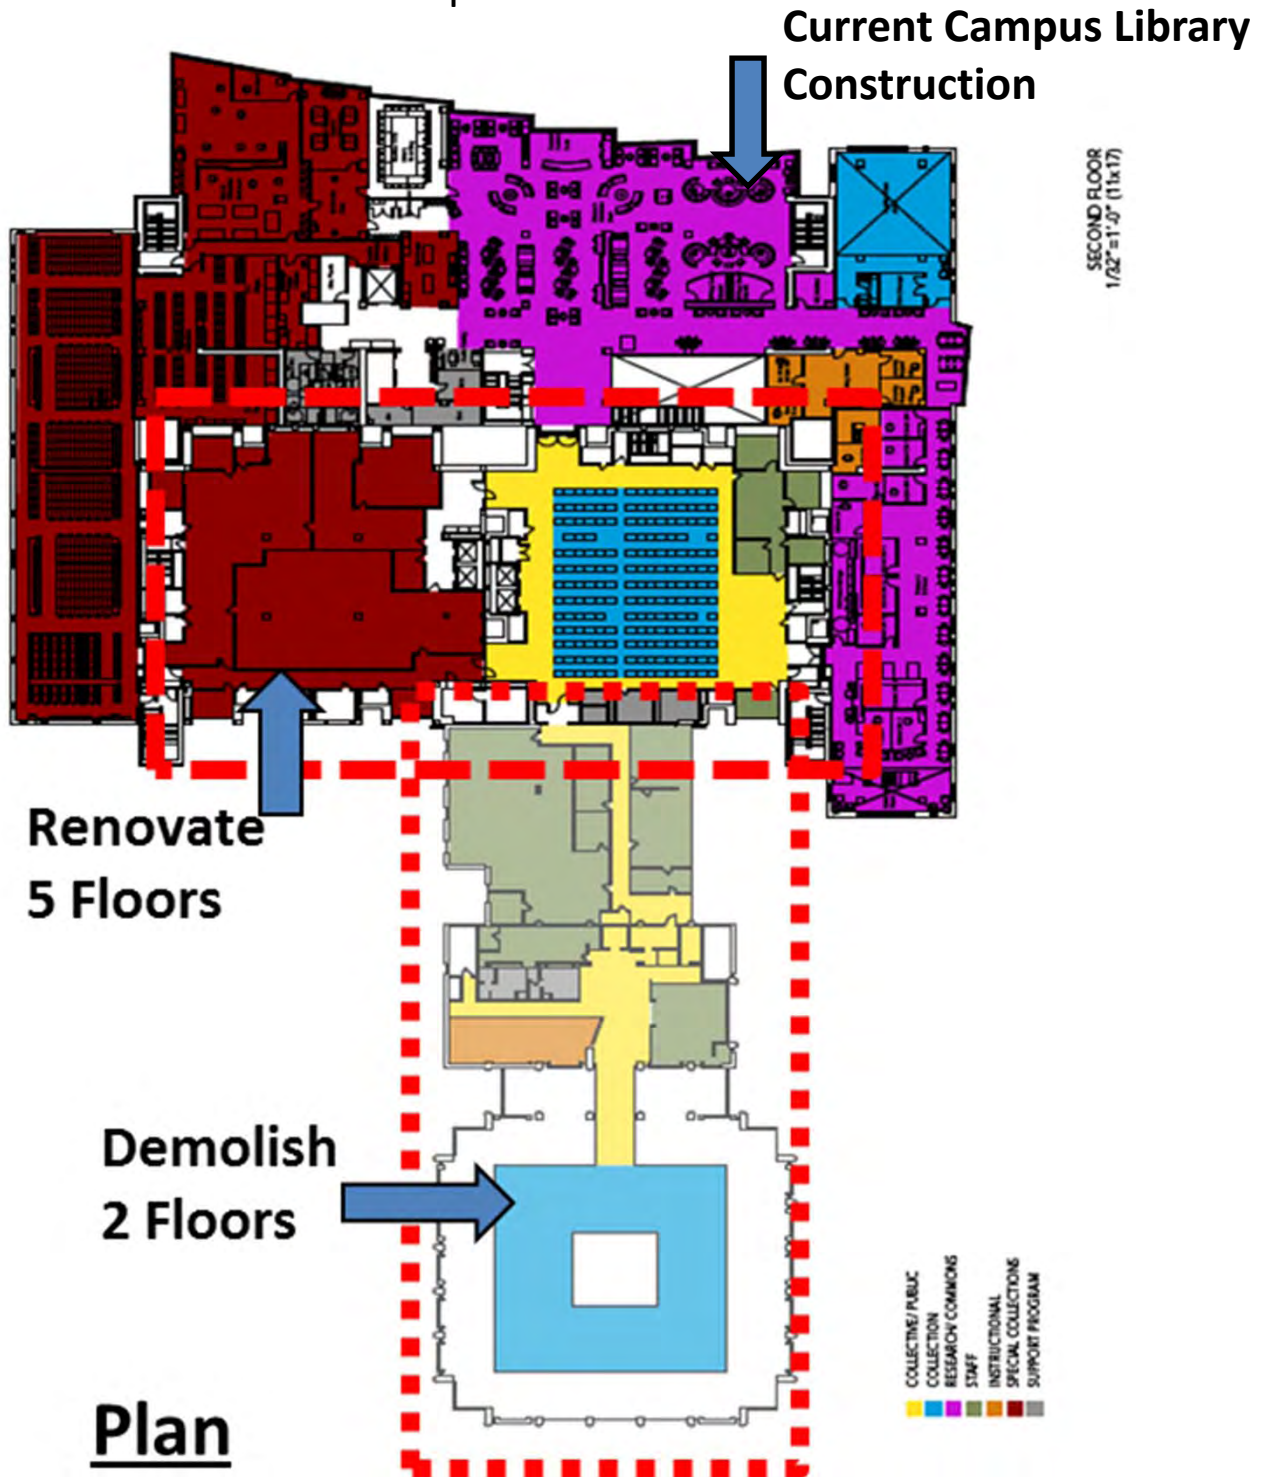 Current Campus Library
Construction
SECOND FLOOR
1/32"=1'-0" (11x17)
Renovate
5 Floors
Demolish
2 Floors
COLLECTIVE/ PUBLIC
COLLECTION
RESEARCH/ COMMONS
STAFF
INSTRUCTIONAL
SPECIAL COLLECTIONS
SUPPORT PROGRAM
Plan